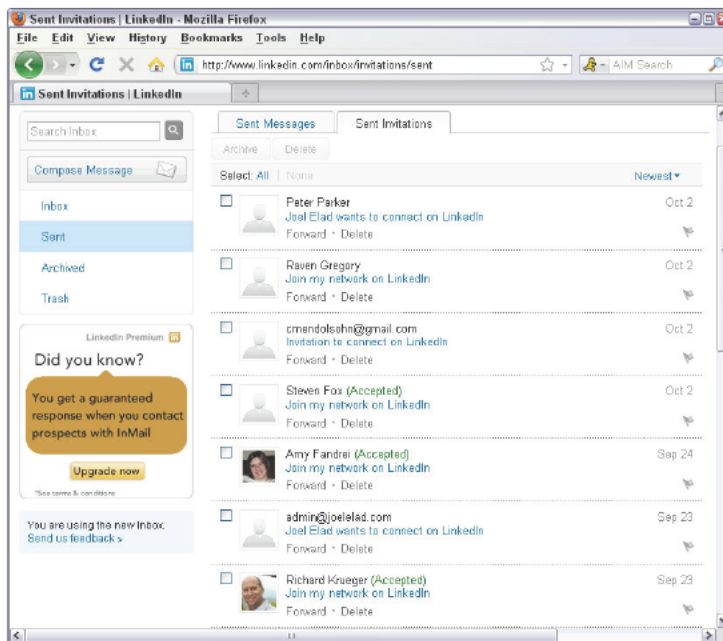 Sent Invitations | LinkedIn - Mozilla Firefox
File Edit View History Bookmarks Tools Help
http://www.linkedin.com/inbox/invitations/sent
AIM Search
Sent Invitations | LinkedIn
Search Inbox
Compose Message
Inbox
Sent
Archived
Trash
LinkedIn Premium
Did you know?
You get a guaranteed
response when you contact
prospects with InMail
Upgrade now
*See terms & conditions
You are using the new Inbox.
Send us feedback >
Sent Messages Sent Invitations
Archive Delete
Select: All | None Newest
Peter Parker Oct 2
Joel Elad wants to connect on LinkedIn
Forward • Delete
Raven Gregory Oct 2
Join my network on LinkedIn
Forward • Delete
cmendolsohn@gmail.com Oct 2
Invitation to connect on LinkedIn
Forward • Delete
Steven Fox (Accepted) Oct 2
Join my network on LinkedIn
Forward • Delete
Amy Fandrei (Accepted) Sep 24
Join my network on LinkedIn
Forward • Delete
admin@joelelad.com Sep 23
Joel Elad wants to connect on LinkedIn
Forward • Delete
Richard Krueger (Accepted) Sep 23
Join my network on LinkedIn
Forward • Delete